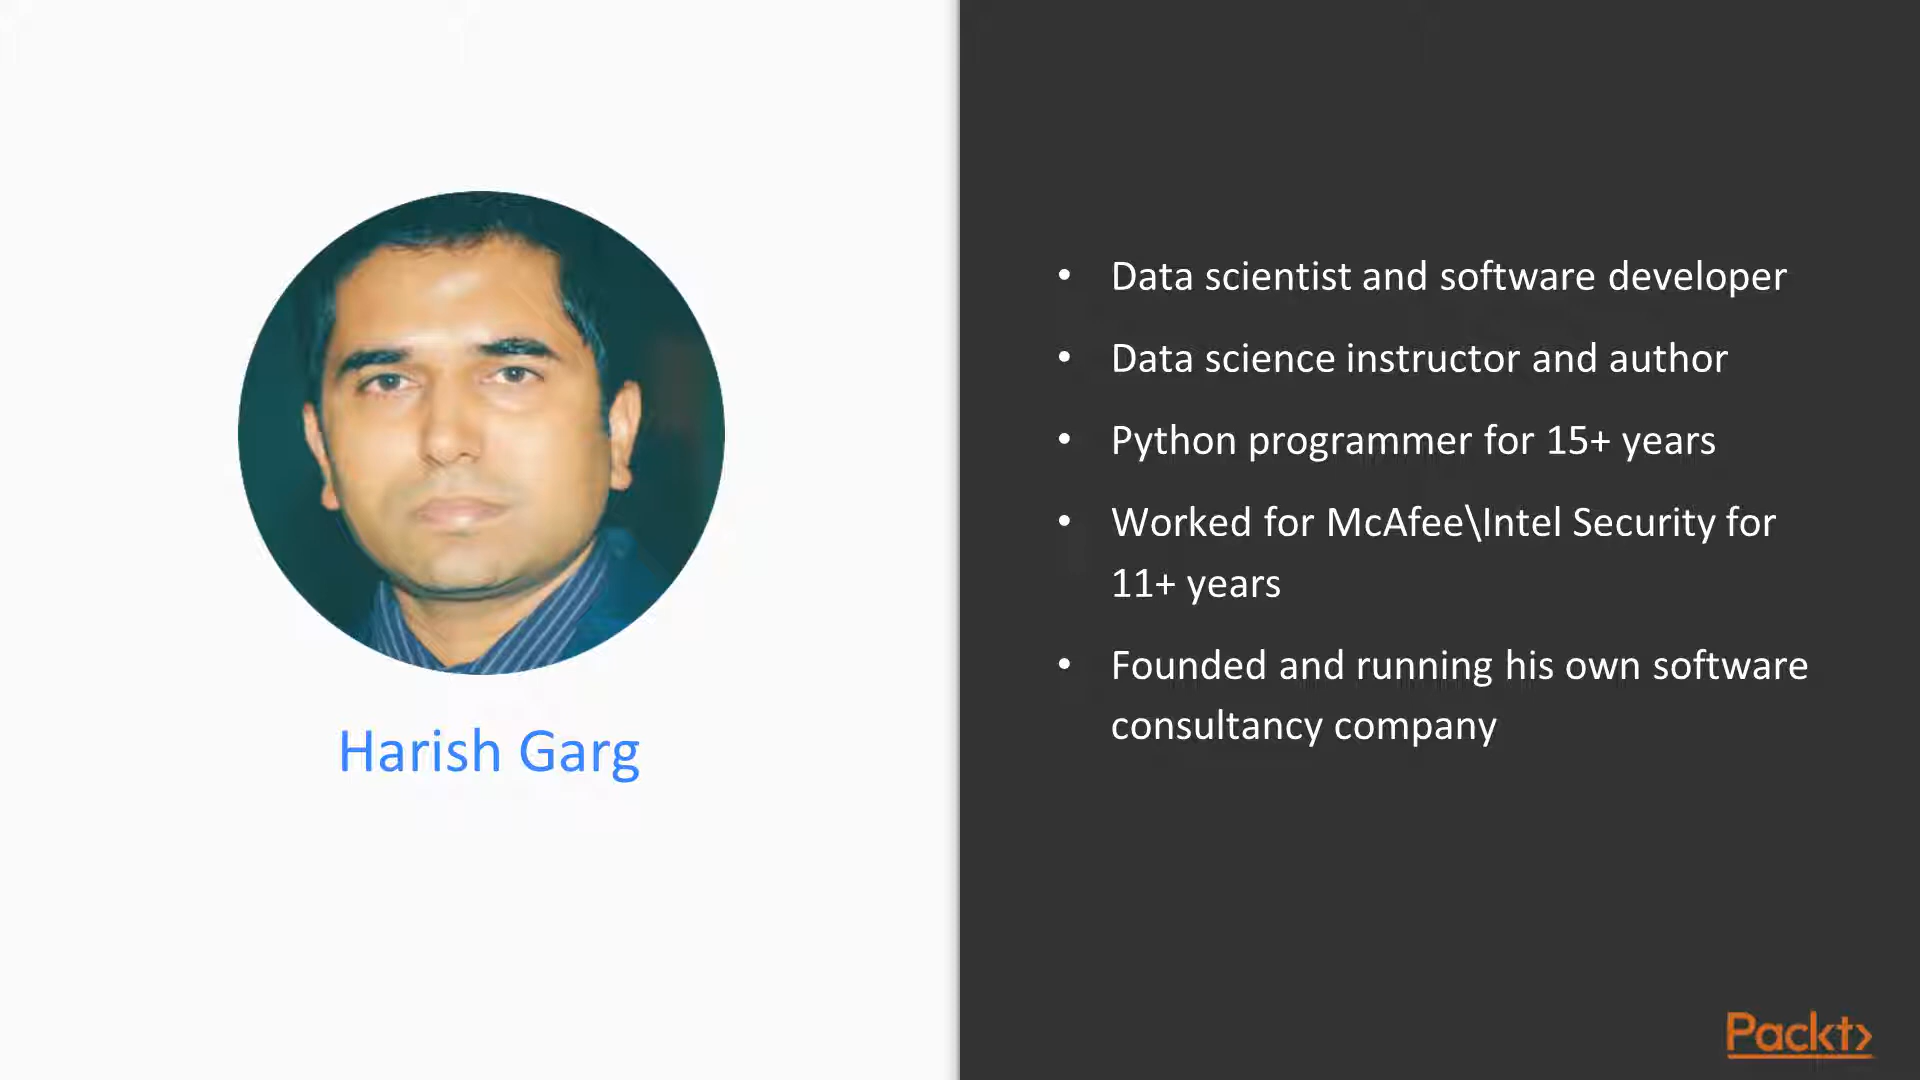 Harish Garg
• Data scientist and software developer
• Data science instructor and author
• Python programmer for 15+ years
• Worked for McAfee\Intel Security for
11+ years
• Founded and running his own software
consultancy company
Packt>